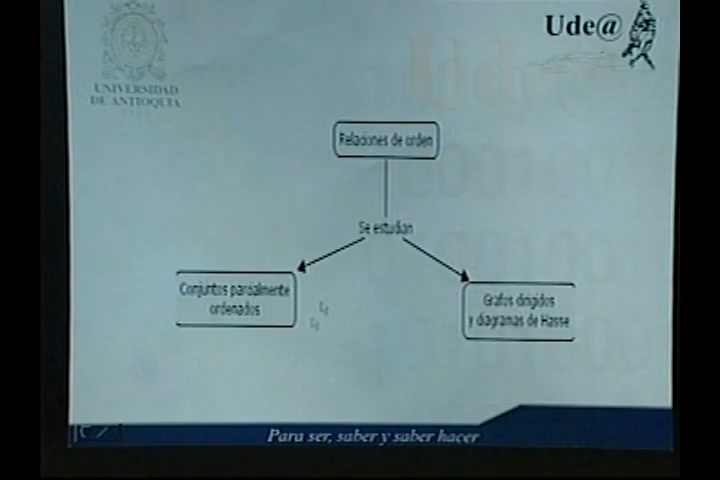 UNIVERSIDAD
DE ANTIOQUIA
Ude@
Relaciones de orden
Se estudian
Conjuntos parcialmente
ordenados
Grafos dirigidos
y diagramas de Hasse
Para ser, saber y saber hacer